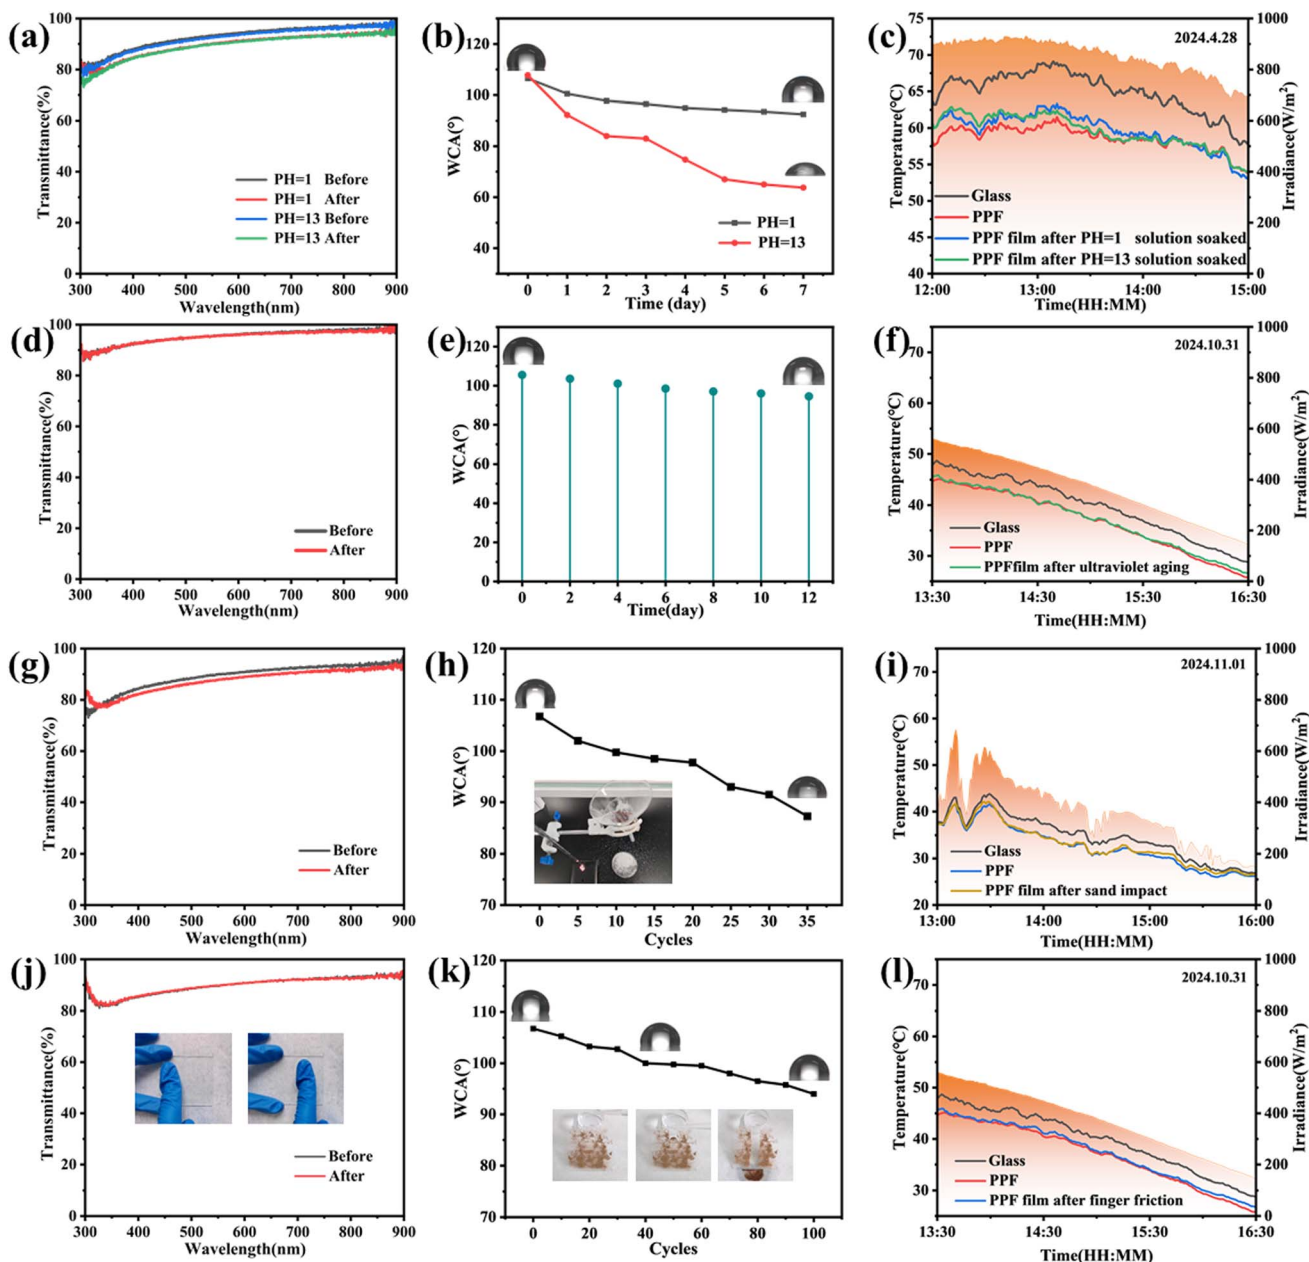 (a)
Transmittance(%)
100
80
60
40
20
0
PH=1 Before
PH=1 After
PH=13 Before
PH=13 After
300 400 500 600 700 800 900
Wavelength(nm)
(b)
WCA(°)
120
100
80
60
40
PH=1
PH=13
0 1 2 3 4 5 6 7
Time (day)
(c)
2024.4.28
Temperature(°C)
75
70
65
60
55
50
45
40
Irradiance(W/m²)
1000
800
600
400
200
0
Glass
PPF
PPF film after PH=1 solution soaked
PPF film after PH=13 solution soaked
12:00 13:00 14:00 15:00
Time(HH:MM)
(d)
Transmittance(%)
100
80
60
40
20
0
Before
After
300 400 500 600 700 800 900
Wavelength(nm)
(e)
WCA(°)
120
100
80
60
40
20
0
0 2 4 6 8 10 12
Time(day)
(f)
2024.10.31
Temperature(°C)
70
60
50
40
30
Irradiance(W/m²)
1000
800
600
400
200
0
Glass
PPF
PPFfilm after ultraviolet aging
13:30 14:30 15:30 16:30
Time(HH:MM)
(g)
Transmittance(%)
100
80
60
40
20
0
Before
After
300 400 500 600 700 800 900
Wavelength(nm)
(h)
WCA(°)
120
110
100
90
80
70
0 5 10 15 20 25 30 35
Cycles
(i)
2024.11.01
Temperature(°C)
70
60
50
40
30
20
Irradiance(W/m²)
1000
800
600
400
200
0
Glass
PPF
PPF film after sand impact
13:00 14:00 15:00 16:00
Time(HH:MM)
(j)
Transmittance(%)
100
80
60
40
20
0
Before
After
300 400 500 600 700 800 900
Wavelength(nm)
(k)
WCA(°)
120
110
100
90
80
70
0 20 40 60 80 100
Cycles
(l)
2024.10.31
Temperature(°C)
70
60
50
40
30
Irradiance(W/m²)
1000
800
600
400
200
0
Glass
PPF
PPF film after finger friction
13:30 14:30 15:30 16:30
Time(HH:MM)